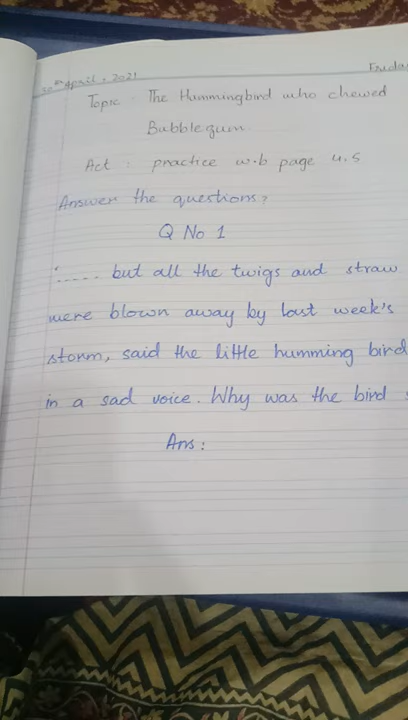 30th April, 2021
Friday
Topic : The Hummingbird who chewed
Bubblegum
Act : practice w.b page 4.5
Answer the questions?
Q No 1
'..... but all the twigs and straw
were blown away by last week's
storm, said the little humming bird
in a sad voice. Why was the bird
Ans: